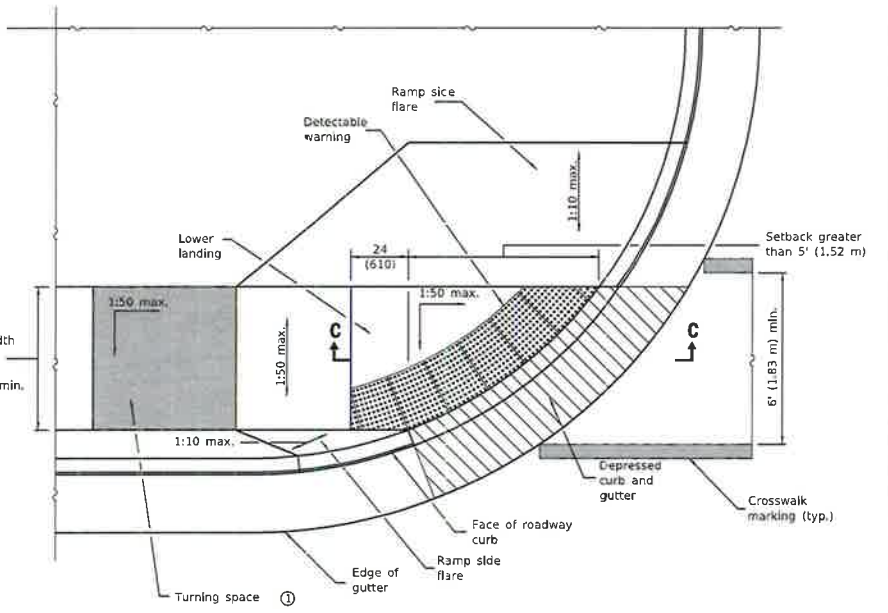 Ramp side
flare
Detectable
warning
1:10 max.
Lower
landing
24
(610)
Setback greater
than 5' (1.52 m)
1:50 max.
1:50 max.
C
C
1:50 max.
6' (1.83 m) min.
min.
1:10 max.
Depressed
curb and
gutter
Crosswalk
marking (typ.)
Face of roadway
curb
Ramp side
flare
Edge of
gutter
Turning space ①